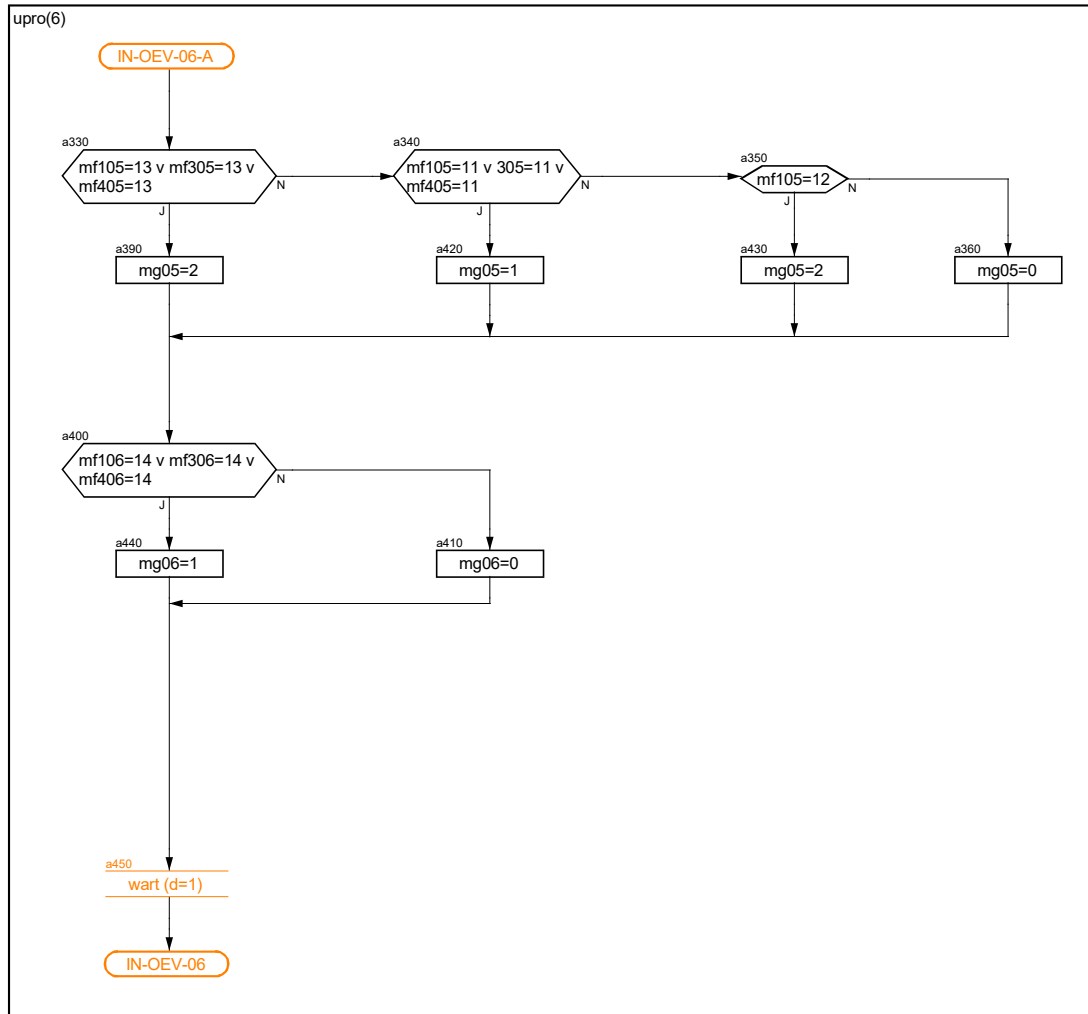 upro(6)
IN-OEV-06-A
a330
mf105=13 v mf305=13 v
mf405=13
N
J
a340
mf105=11 v 305=11 v
mf405=11
N
J
a350
mf105=12
N
J
a390
mg05=2
a420
mg05=1
a430
mg05=2
a360
mg05=0
a400
mf106=14 v mf306=14 v
mf406=14
N
J
a440
mg06=1
a410
mg06=0
a450
wart (d=1)
IN-OEV-06